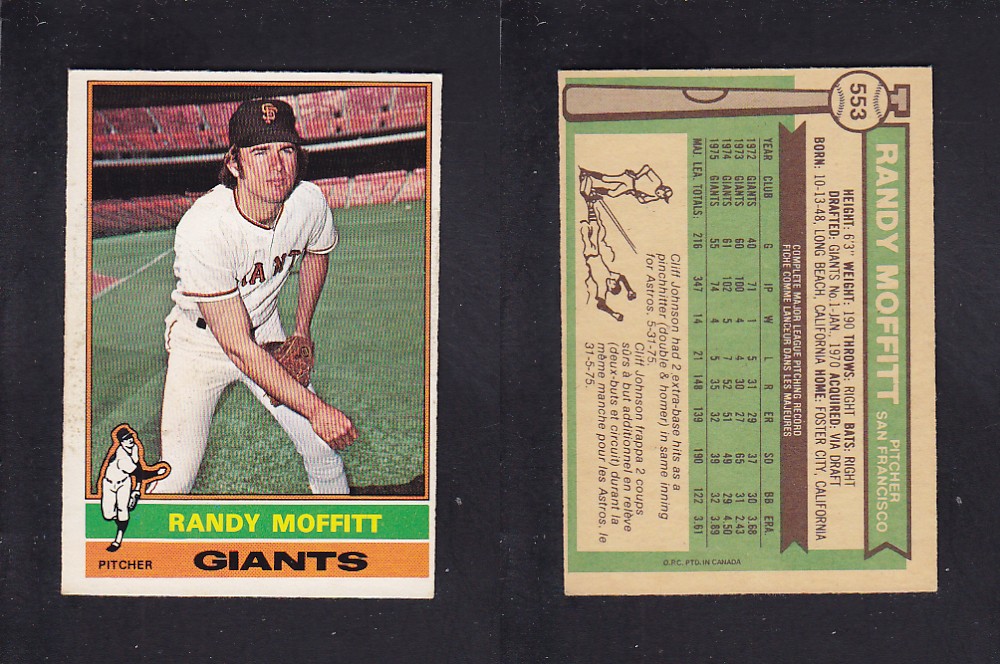 SF
GIANTS
RANDY MOFFITT
PITCHER
GIANTS
553
RANDY MOFFITT
PITCHER
SAN FRANCISCO
HEIGHT: 6'3" WEIGHT: 190 THROWS: RIGHT BATS: RIGHT
DRAFTED: GIANTS No.1-JAN., 1970 ACQUIRED: VIA DRAFT
BORN: 10-13-48, LONG BEACH, CALIFORNIA HOME: FOSTER CITY, CALIFORNIA
COMPLETE MAJOR LEAGUE PITCHING RECORD
FICHE COMME LANCEUR DANS LES MAJEURES
YEAR CLUB G IP W L R ER SO BB ERA.
1972 GIANTS 40 71 1 5 31 29 37 30 3.68
1973 GIANTS 60 100 4 4 30 27 65 31 2.43
1974 GIANTS 61 102 5 7 52 51 49 29 4.50
1975 GIANTS 55 74 4 5 35 32 39 32 3.89
MAJ. LEA. TOTALS: 216 347 14 21 148 139 190 122 3.61
Cliff Johnson had 2 extra-base hits as a
pinchhitter (double & homer) in same inning
for Astros, 5-31-75.
Cliff Johnson frappa 2 coups
sûrs à but additionnel en relève
(deux-buts et circuit) durant la
même manche pour les Astros, le
31-5-75.
O.P.C. PTD. IN CANADA